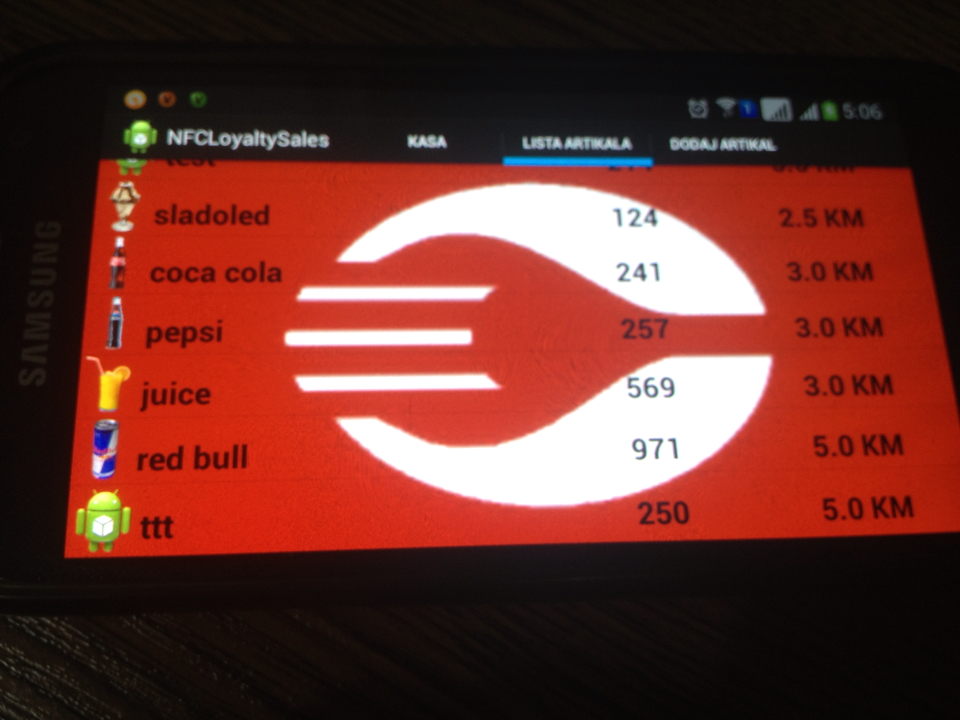 SAMSUNG
5:06
NFCLoyaltySales KASA LISTA ARTIKALA DODAJ ARTIKAL
test
sladoled 124 2.5 KM
coca cola 241 3.0 KM
pepsi 257 3.0 KM
juice 569 3.0 KM
red bull 971 5.0 KM
ttt 250 5.0 KM